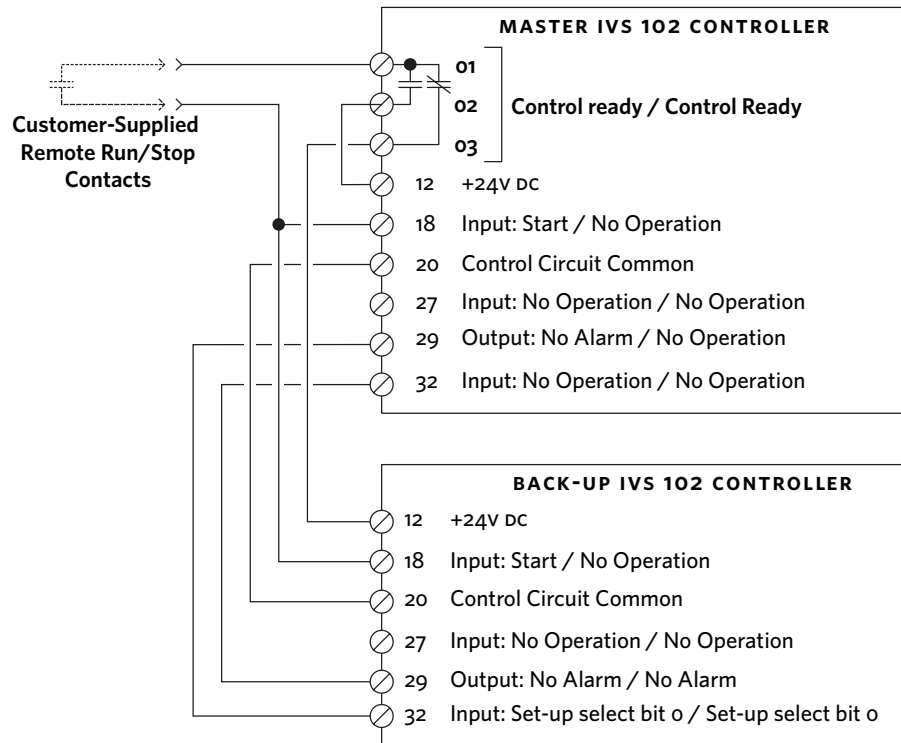 MASTER IVS 102 CONTROLLER
01
02 Control ready / Control Ready
03
Customer-Supplied
Remote Run/Stop
Contacts
12 +24V DC
18 Input: Start / No Operation
20 Control Circuit Common
27 Input: No Operation / No Operation
29 Output: No Alarm / No Operation
32 Input: No Operation / No Operation
BACK-UP IVS 102 CONTROLLER
12 +24V DC
18 Input: Start / No Operation
20 Control Circuit Common
27 Input: No Operation / No Operation
29 Output: No Alarm / No Alarm
32 Input: Set-up select bit 0 / Set-up select bit 0